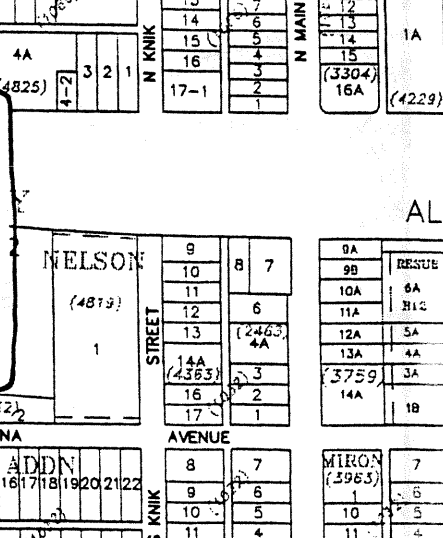 13 7 12
14 6 13
15 5 14
16 4 15
3 (3304)
17-1 2 16A
1
1A
(4229)
4A
(4825)
4-2 3 2 1
N KNIK
N MAIN
AL
NELSON
(4819)
1
STREET
9
10
11
12
13
14A
(4363)
16
17
8 7
6
(2463)
4A
3
2
1
9A
9B
10A
11A
12A
13A
(3759)
14A
RESUB
6A
B12
5A
4A
3A
1B
NA
AVENUE
ADDN
16 17 18 19 20 21 22
KNIK
8
9
10
11
7
6
5
4
MIRON
(3963)
1
10
11
7
6
5
4